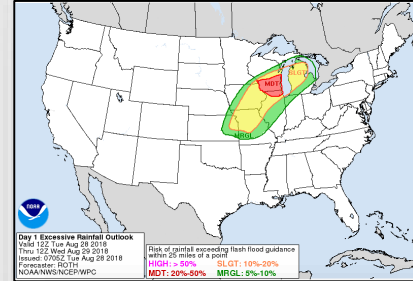 SLGT
MDT
MRGL
NOAA
Day 1 Excessive Rainfall Outlook
Valid 12Z Tue Aug 28 2018
Thru 12Z Wed Aug 29 2018
Issued: 0705Z Tue Aug 28 2018
Forecaster: ROTH
NOAA/NWS/NCEP/WPC
Risk of rainfall exceeding flash flood guidance
within 25 miles of a point
HIGH: > 50% SLGT: 10%-20%
MDT: 20%-50% MRGL: 5%-10%